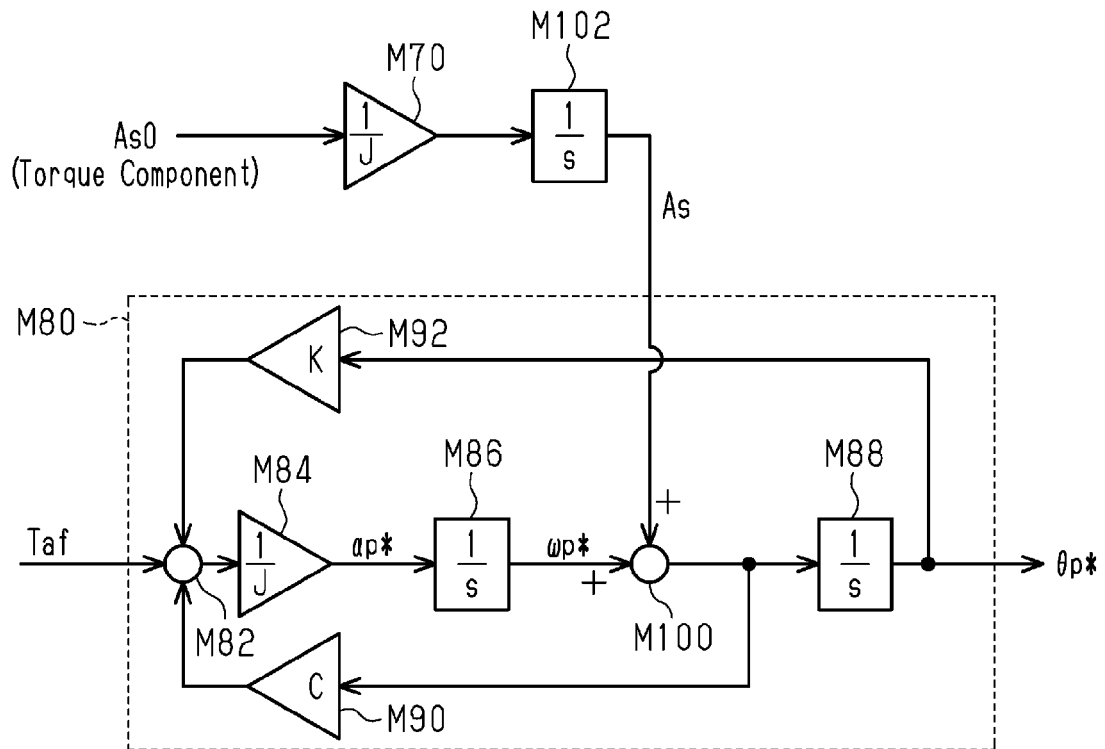 M102
M70
As0
(Torque Component)
1
J
1
s
As
M80
M92
K
M84
M86
M88
Taf
1
J
αp*
1
s
ωp*
+
+
1
s
θp*
M82
M100
C
M90